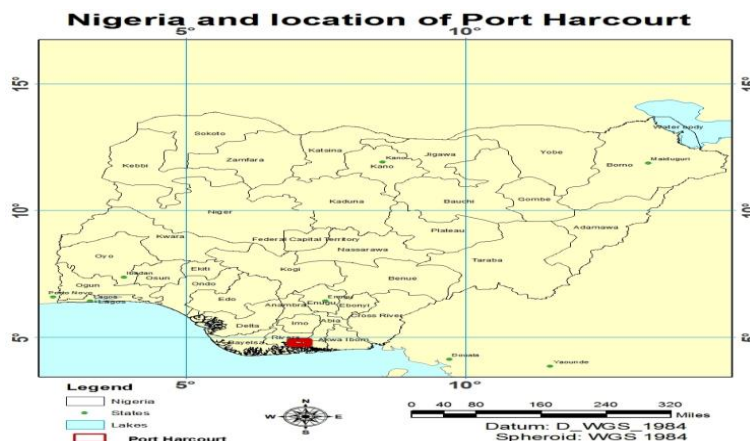 Nigeria and location of Port Harcourt
5° 10°
15° 15°
Water body
Sokoto
Katsina
Yobe
Kano Jigawa
Zamfara
Kano
Borno Maiduguri
Kebbi
Gombe
Kaduna Bauchi
10° 10°
Niger
Adamawa
Plateau
Kwara
Federal Capital Territory
Nassarawa
Oyo
Taraba
Ekiti Kogi
Ibadan
Osun
Benue
Ogun Ondo
Porto Novo
Lagos
Lagos
Edo
Anambra
Enugu
Ebonyi
Cross River
Abia
Delta Imo
5° 5°
Bayelsa
Akwa Ibom
Douala
Yaounde
5° 10°
Legend
Nigeria
States
Lakes
Port Harcourt
N
W E
S
0 40 80 160 240 320
Miles
Datum: D_WGS_1984
Spheroid: WGS 1984